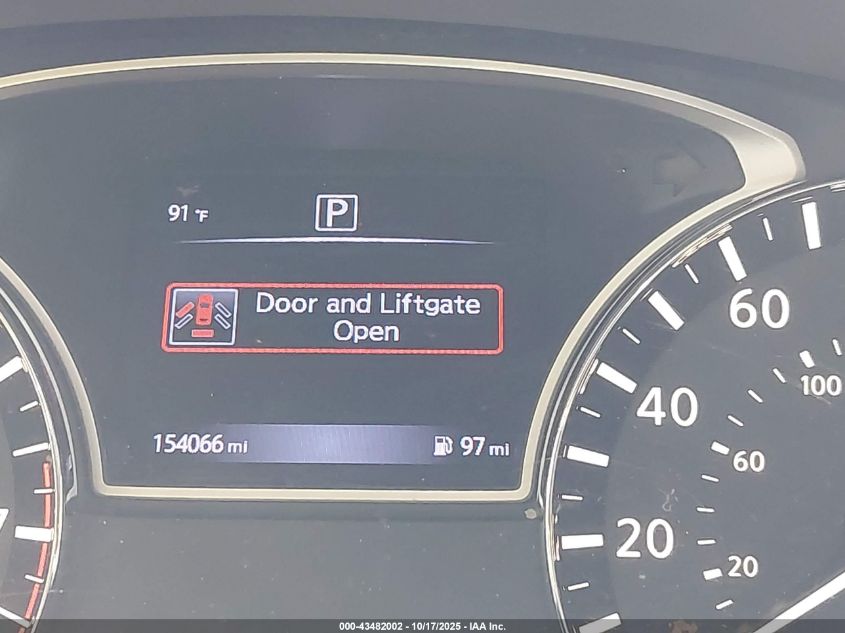 91 °F
P
Door and Liftgate
Open
154066 mi
97 mi
60
100
40
60
20
20
7
000-43482002 - 10/17/2025 - IAA Inc.